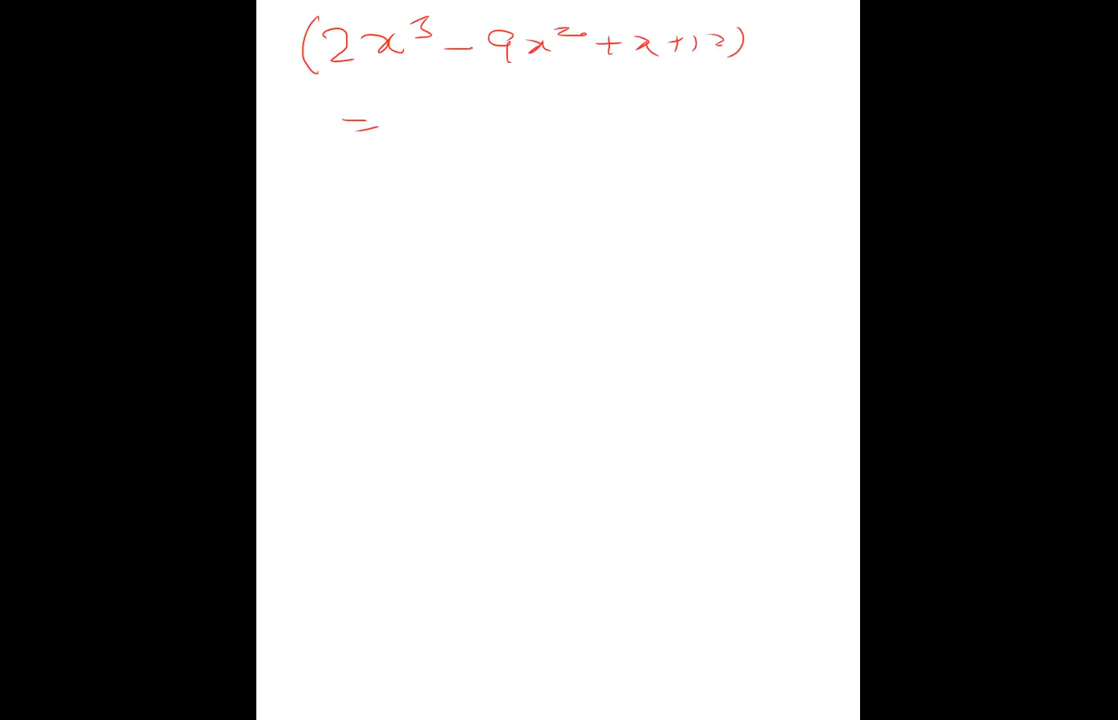 (2x³ - 9x² + x + 12)
=